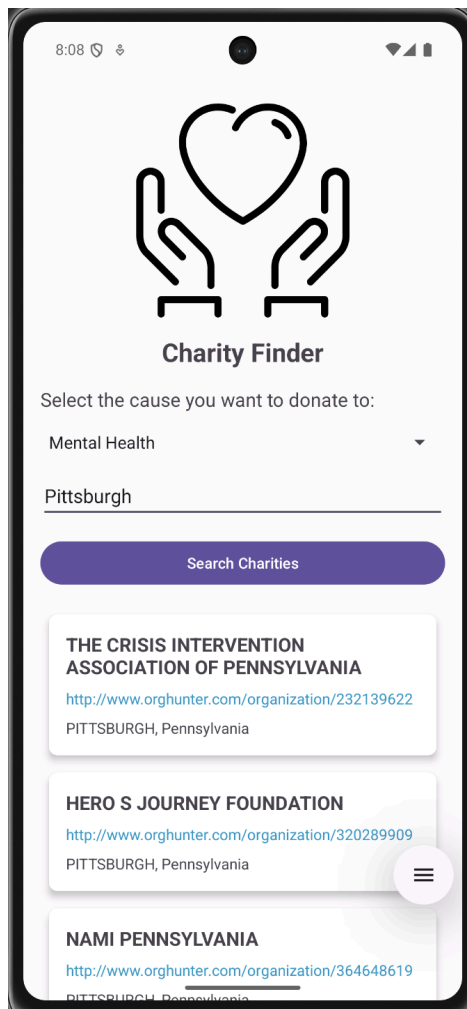 8:08
Charity Finder
Select the cause you want to donate to:
Mental Health
Pittsburgh
Search Charities
THE CRISIS INTERVENTION
ASSOCIATION OF PENNSYLVANIA
http://www.orghunter.com/organization/232139622
PITTSBURGH, Pennsylvania
HERO S JOURNEY FOUNDATION
http://www.orghunter.com/organization/320289909
PITTSBURGH, Pennsylvania
NAMI PENNSYLVANIA
http://www.orghunter.com/organization/364648619
PITTSBURGH, Pennsylvania